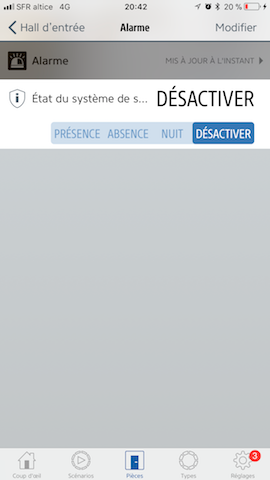 SFR altice 4G 20:42 20 %
Hall d'entrée Alarme Modifier
Alarme MIS À JOUR À L'INSTANT
État du système de s... DÉSACTIVER
PRÉSENCE ABSENCE NUIT DÉSACTIVER
3
Coup d'œil Scénarios Pièces Types Réglages